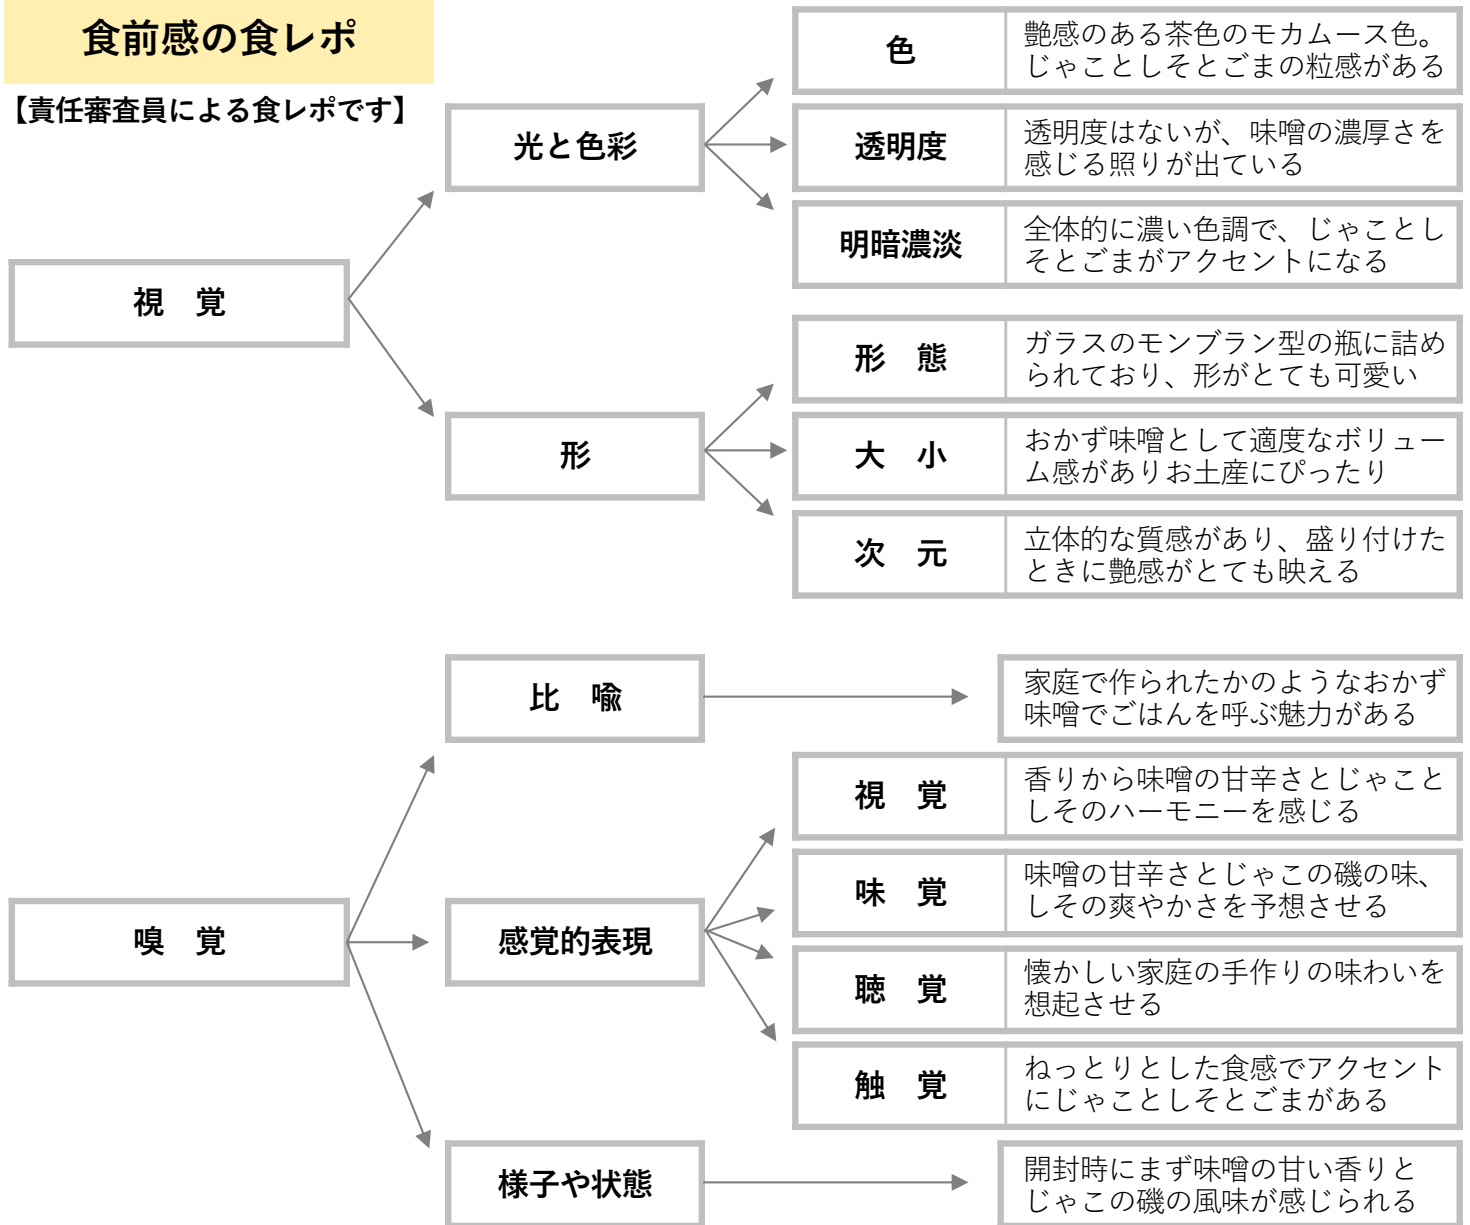 食前感の食レポ
【責任審査員による食レポです】
視　覚
光と色彩
色
艶感のある茶色のモカムース色。
じゃことしそとごまの粒感がある
透明度
透明度はないが、味噌の濃厚さを
感じる照りが出ている
明暗濃淡
全体的に濃い色調で、じゃことし
そとごまがアクセントになる
形
形　態
ガラスのモンブラン型の瓶に詰め
られており、形がとても可愛い
大　小
おかず味噌として適度なボリュー
ム感がありお土産にぴったり
次　元
立体的な質感があり、盛り付けた
ときに艶感がとても映える
嗅　覚
比　喩
家庭で作られたかのようなおかず
味噌でごはんを呼ぶ魅力がある
感覚的表現
視　覚
香りから味噌の甘辛さとじゃこと
しそのハーモニーを感じる
味　覚
味噌の甘辛さとじゃこの磯の味、
しその爽やかさを予想させる
聴　覚
懐かしい家庭の手作りの味わいを
想起させる
触　覚
ねっとりとした食感でアクセント
にじゃことしそとごまがある
様子や状態
開封時にまず味噌の甘い香りと
じゃこの磯の風味が感じられる